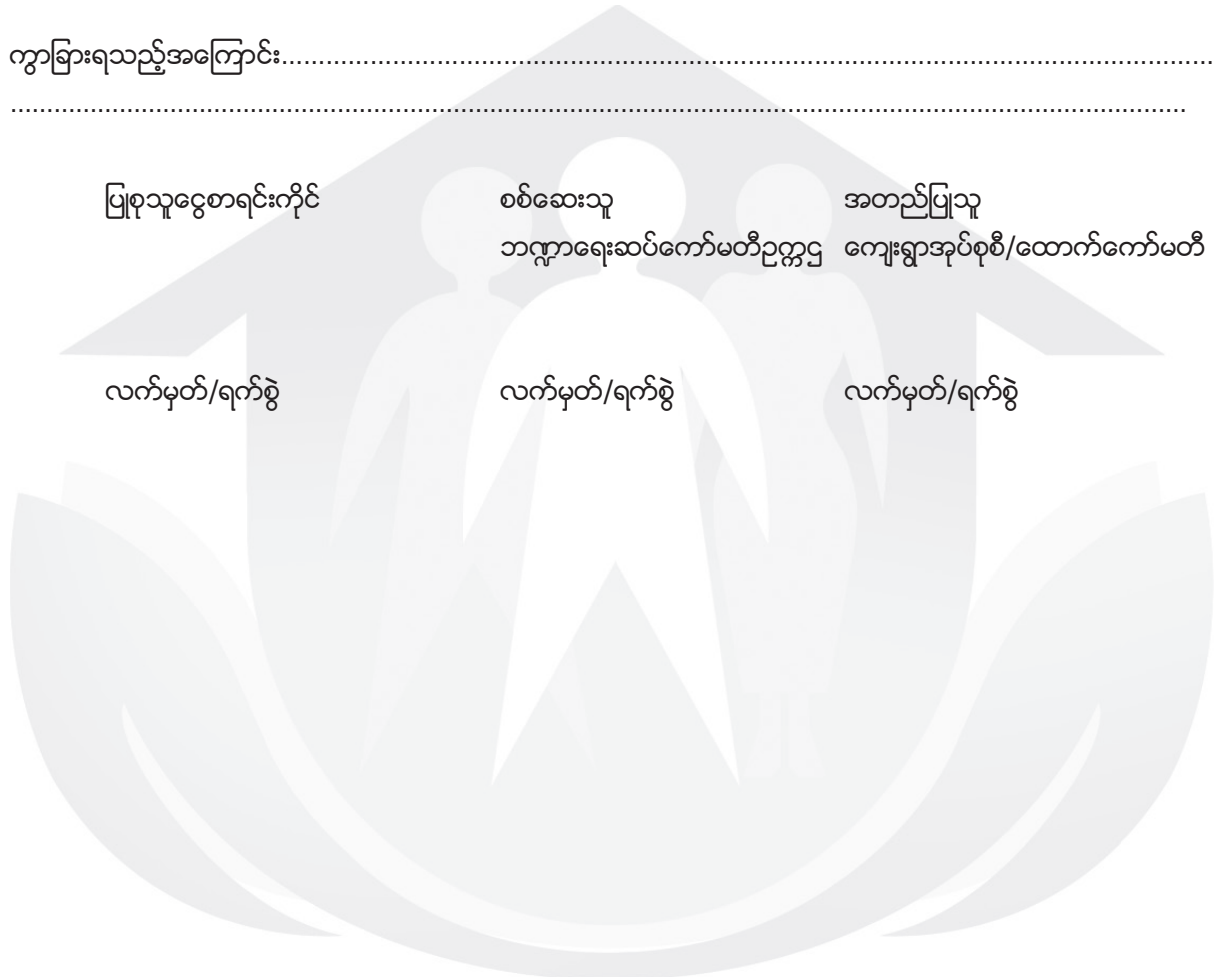 ကွာခြားရသည့်အကြောင်း.............................................................................................................................
...............................................................................................................................................................
ပြုစုသူငွေစာရင်းကိုင် စစ်ဆေးသူ အတည်ပြုသူ
ဘဏ္ဍာရေးဆပ်ကော်မတီဥက္ကဌ ကျေးရွာအုပ်စုစီ/ထောက်ကော်မတီ
လက်မှတ်/ရက်စွဲ လက်မှတ်/ရက်စွဲ လက်မှတ်/ရက်စွဲ